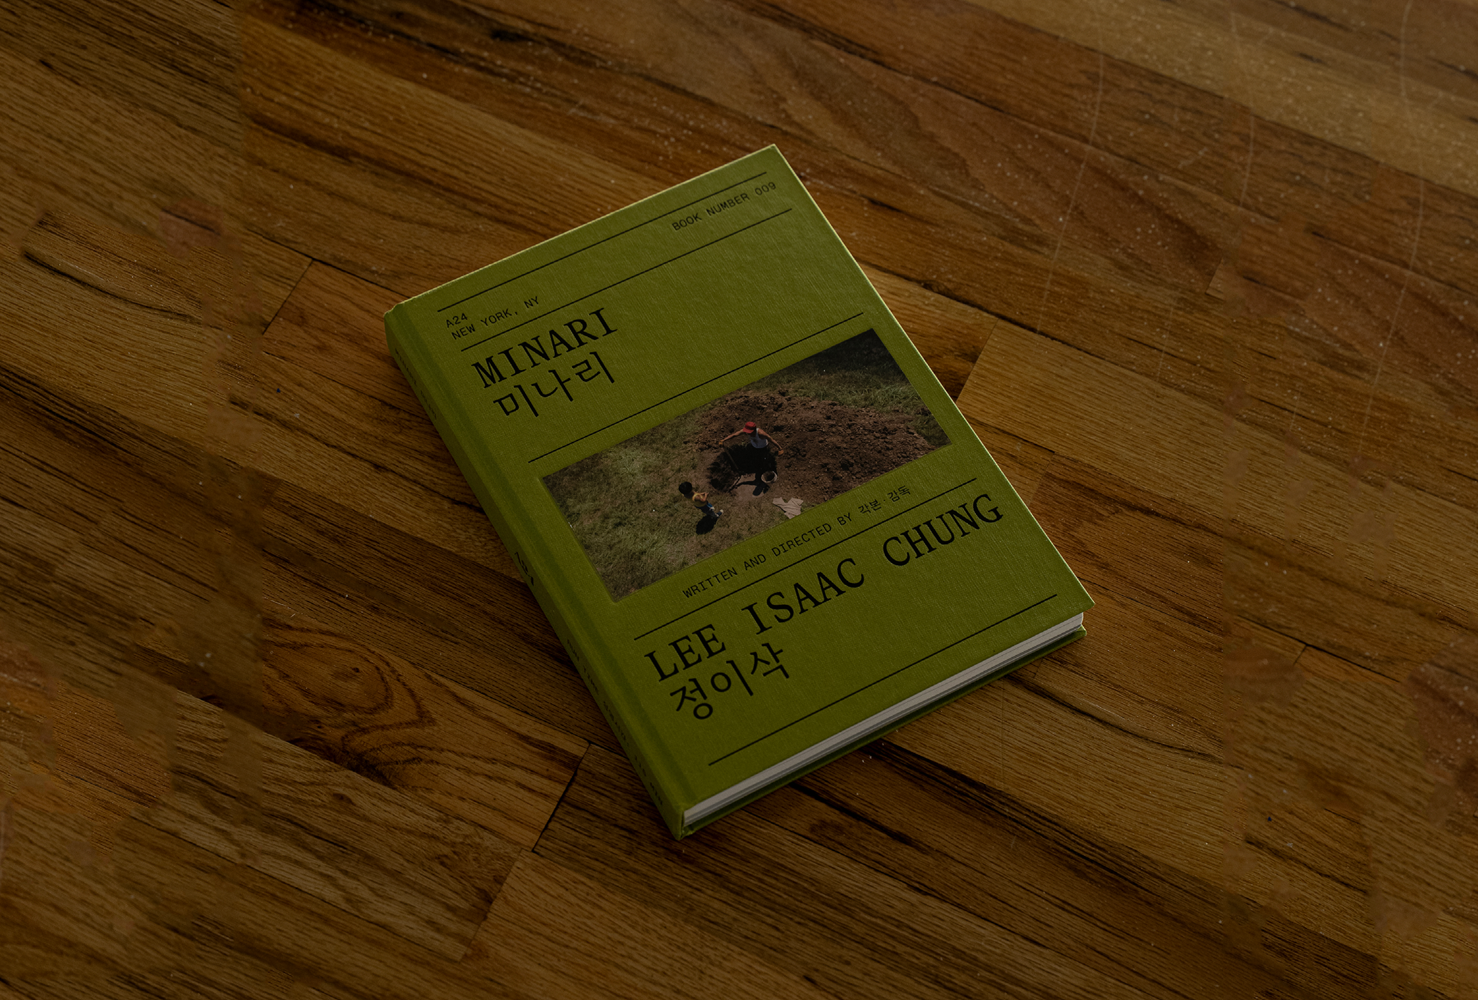 A24
NEW YORK, NY
BOOK NUMBER 009
MINARI
미나리
WRITTEN AND DIRECTED BY 각본 감독
LEE ISAAC CHUNG
정이삭